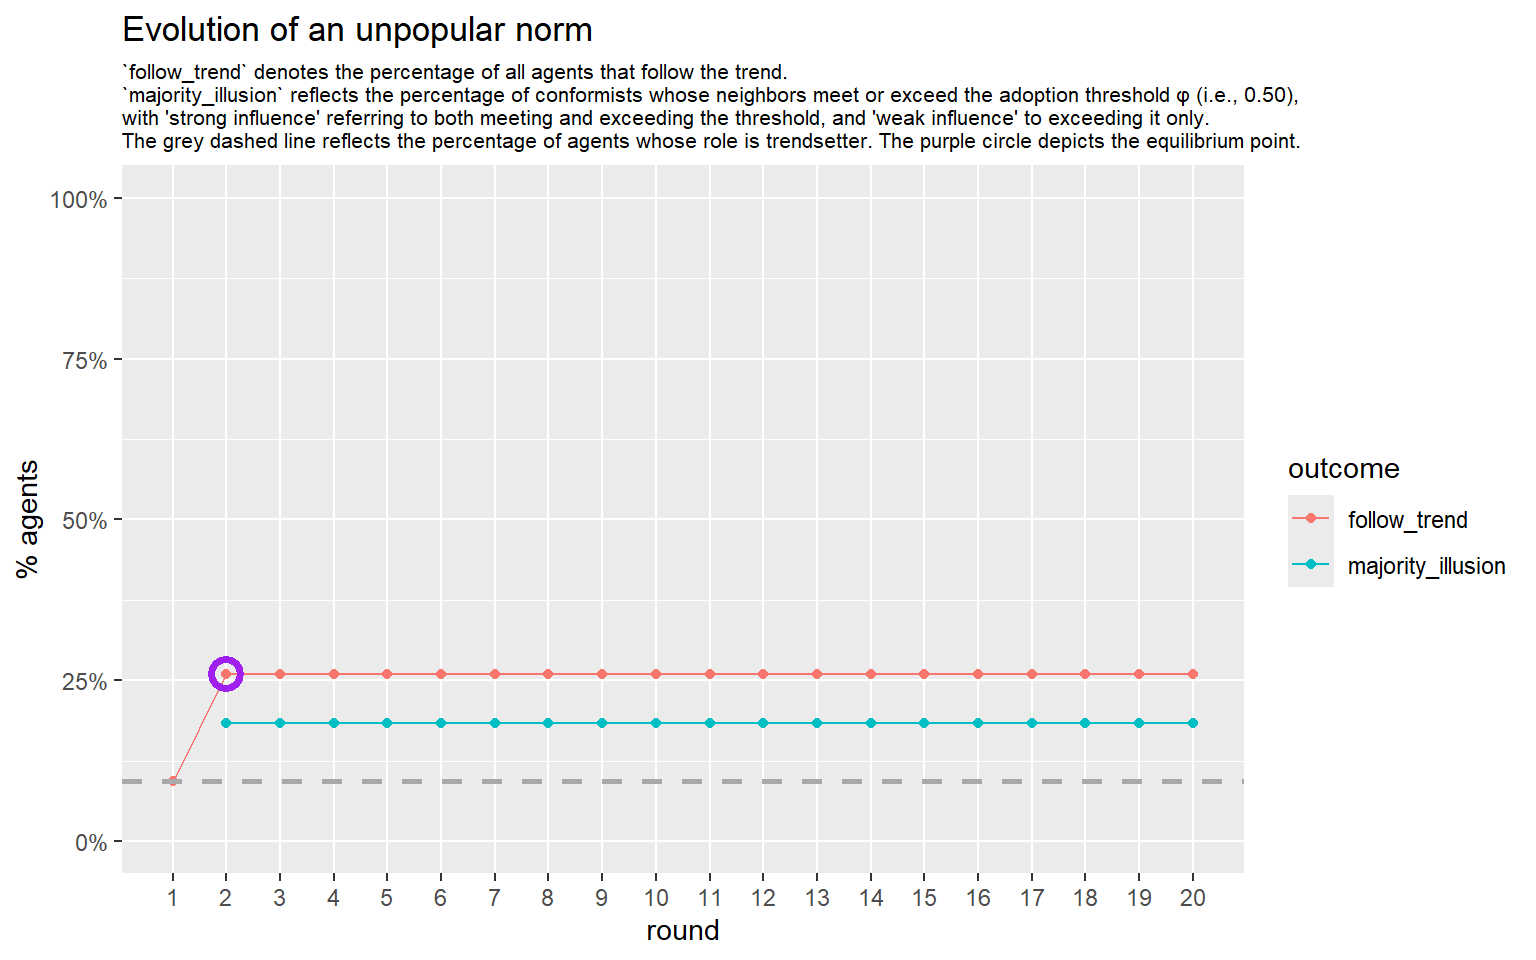 Evolution of an unpopular norm
`follow_trend` denotes the percentage of all agents that follow the trend.
`majority_illusion` reflects the percentage of conformists whose neighbors meet or exceed the adoption threshold φ (i.e., 0.50),
with 'strong influence' referring to both meeting and exceeding the threshold, and 'weak influence' to exceeding it only.
The grey dashed line reflects the percentage of agents whose role is trendsetter. The purple circle depicts the equilibrium point.
100%
75%
50%
25%
0%
% agents
1 2 3 4 5 6 7 8 9 10 11 12 13 14 15 16 17 18 19 20
round
outcome
follow_trend
majority_illusion